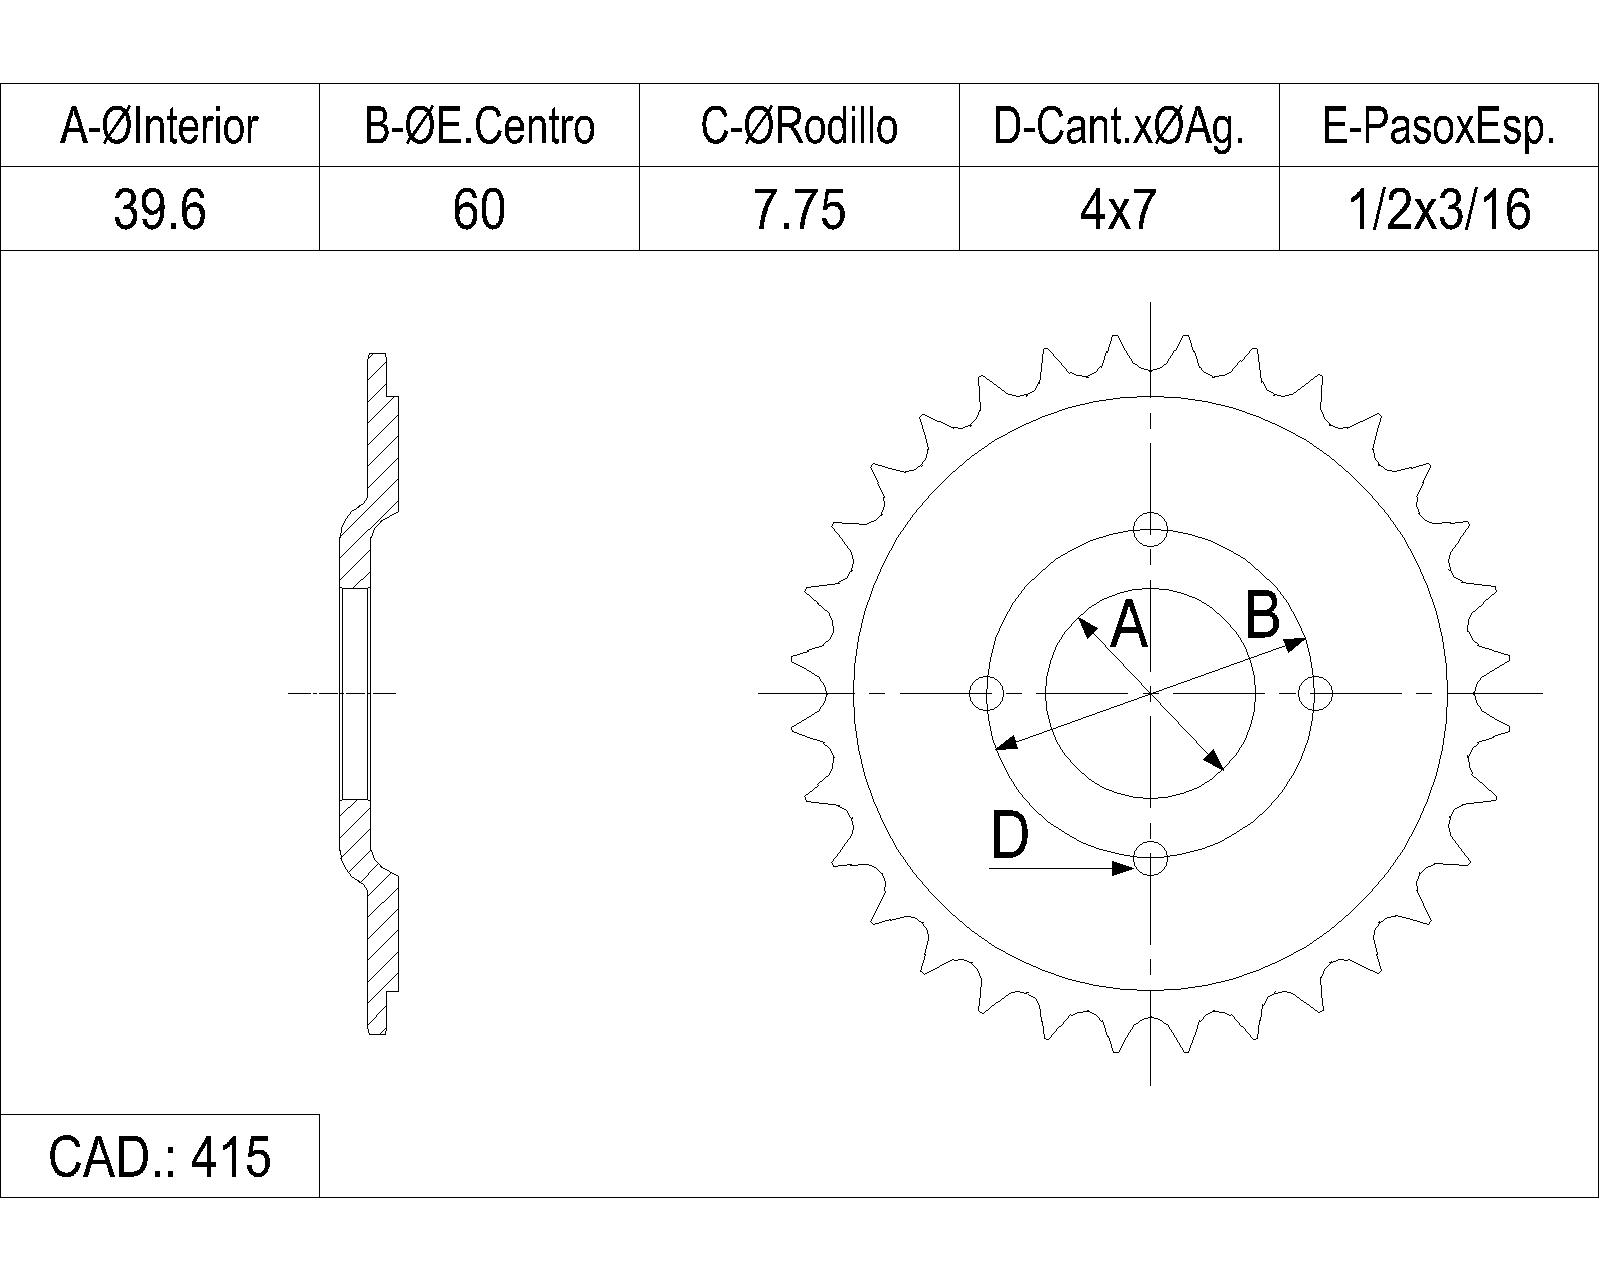 A-ØInterior B-ØE.Centro C-ØRodillo D-Cant.xØAg. E-PasoxEsp.
39.6 60 7.75 4x7 1/2x3/16
A B
D
CAD.: 415